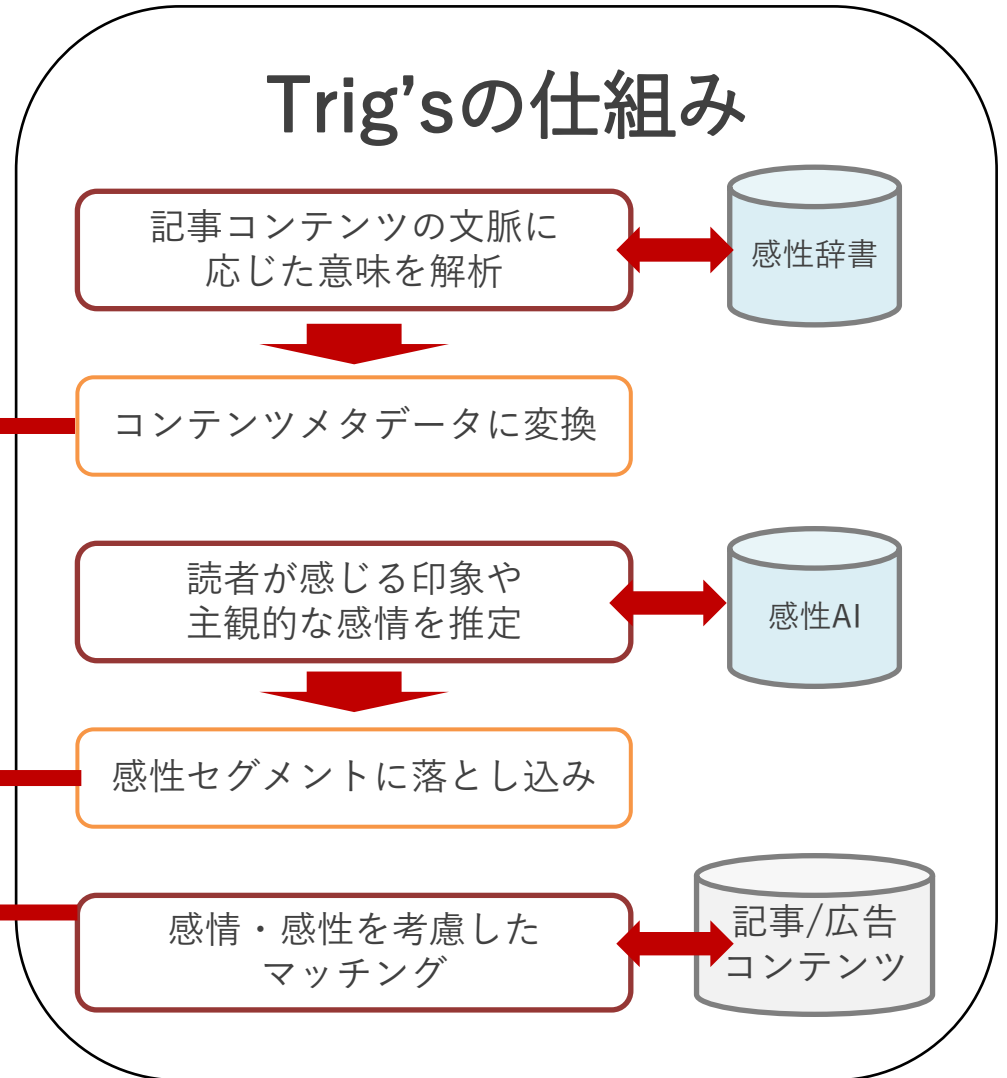 Trig’sの仕組み
記事コンテンツの文脈に
応じた意味を解析
感性辞書
コンテンツメタデータに変換
読者が感じる印象や
主観的な感情を推定
感性AI
感性セグメントに落とし込み
感情・感性を考慮した
マッチング
記事/広告
コンテンツ